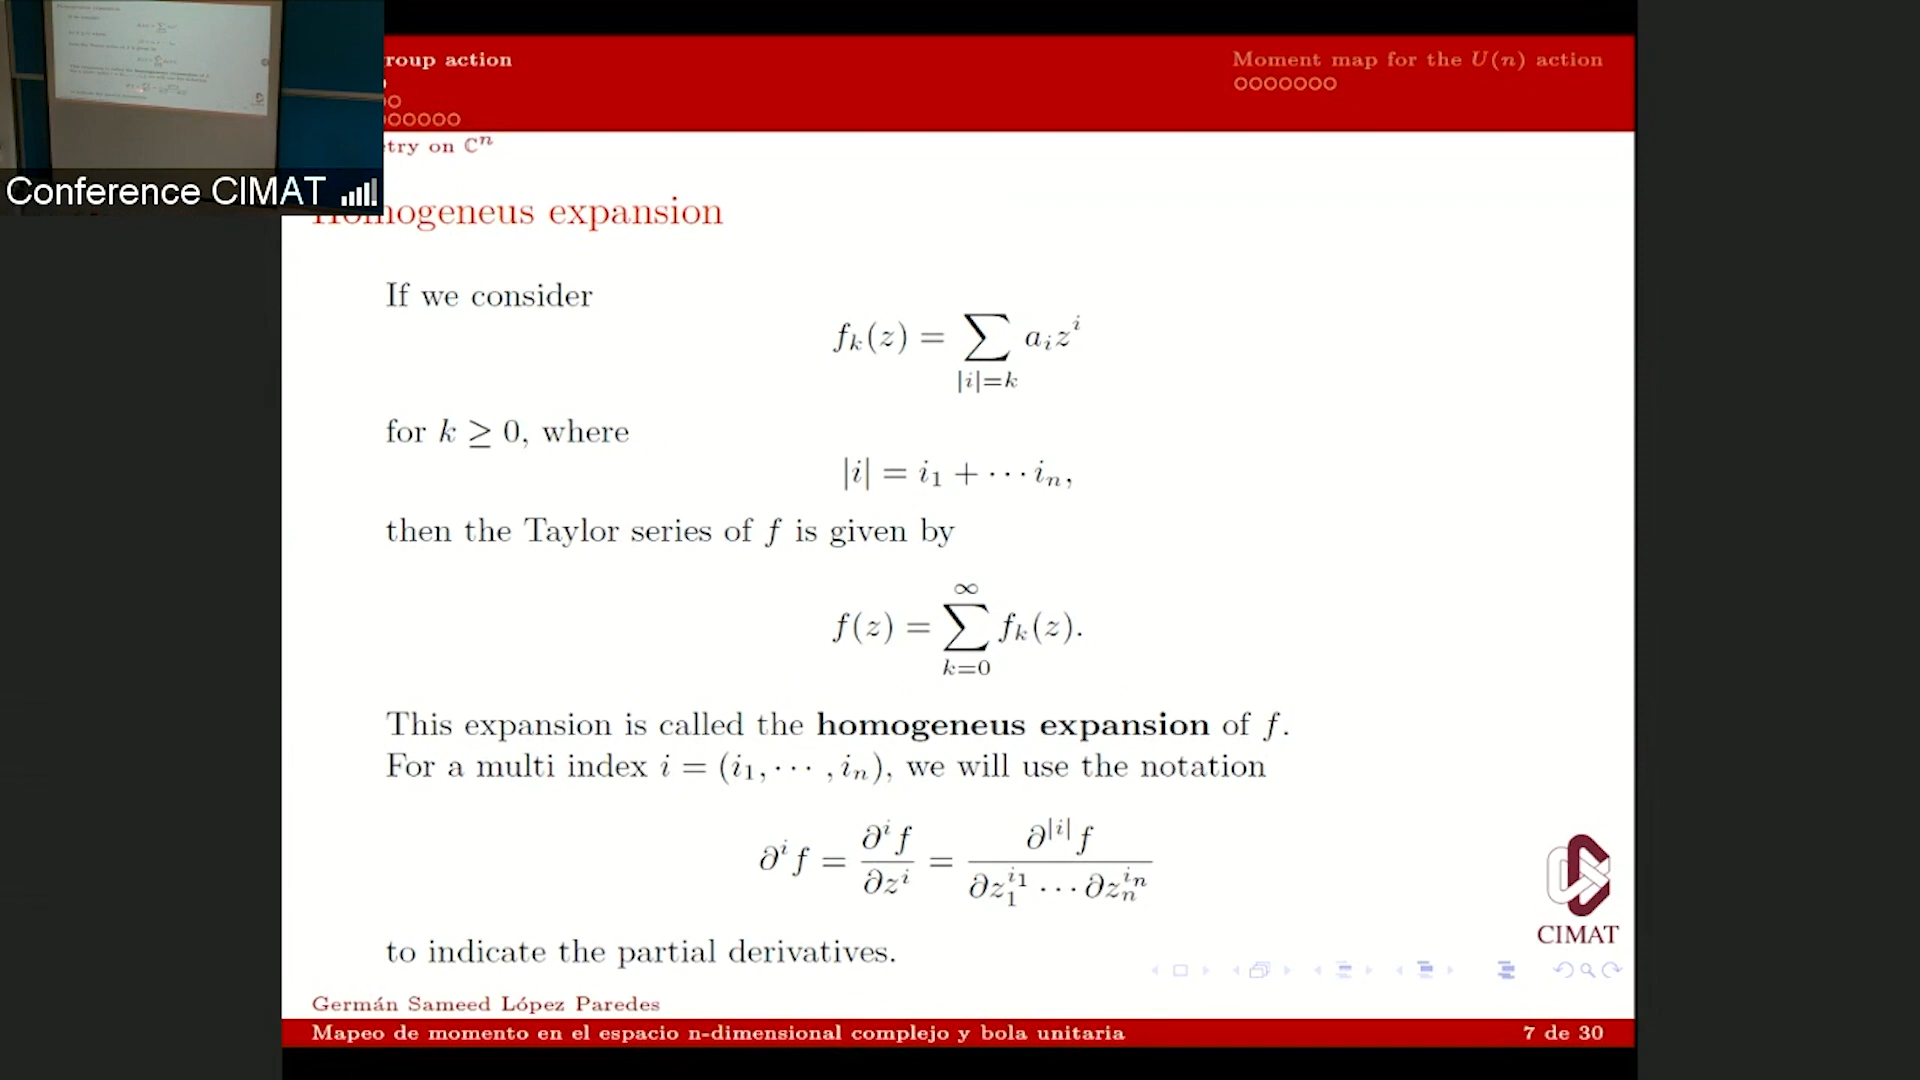 roup action
Moment map for the U(n) action
try on ℂⁿ
Conference CIMAT
Homogeneus expansion
If we consider
f_k(z) = ∑_{|i|=k} a_i z^i
for k ≥ 0, where
|i| = i_1 + ⋯ i_n,
then the Taylor series of f is given by
f(z) = ∑_{k=0}^{∞} f_k(z).
This expansion is called the homogeneus expansion of f.
For a multi index i = (i_1, ⋯ , i_n), we will use the notation
∂^i f = ∂^i f / ∂z^i = ∂^{|i|} f / ∂z_1^{i_1} ⋯ ∂z_n^{i_n}
to indicate the partial derivatives.
CIMAT
Germán Sameed López Paredes
Mapeo de momento en el espacio n-dimensional complejo y bola unitaria
7 de 30